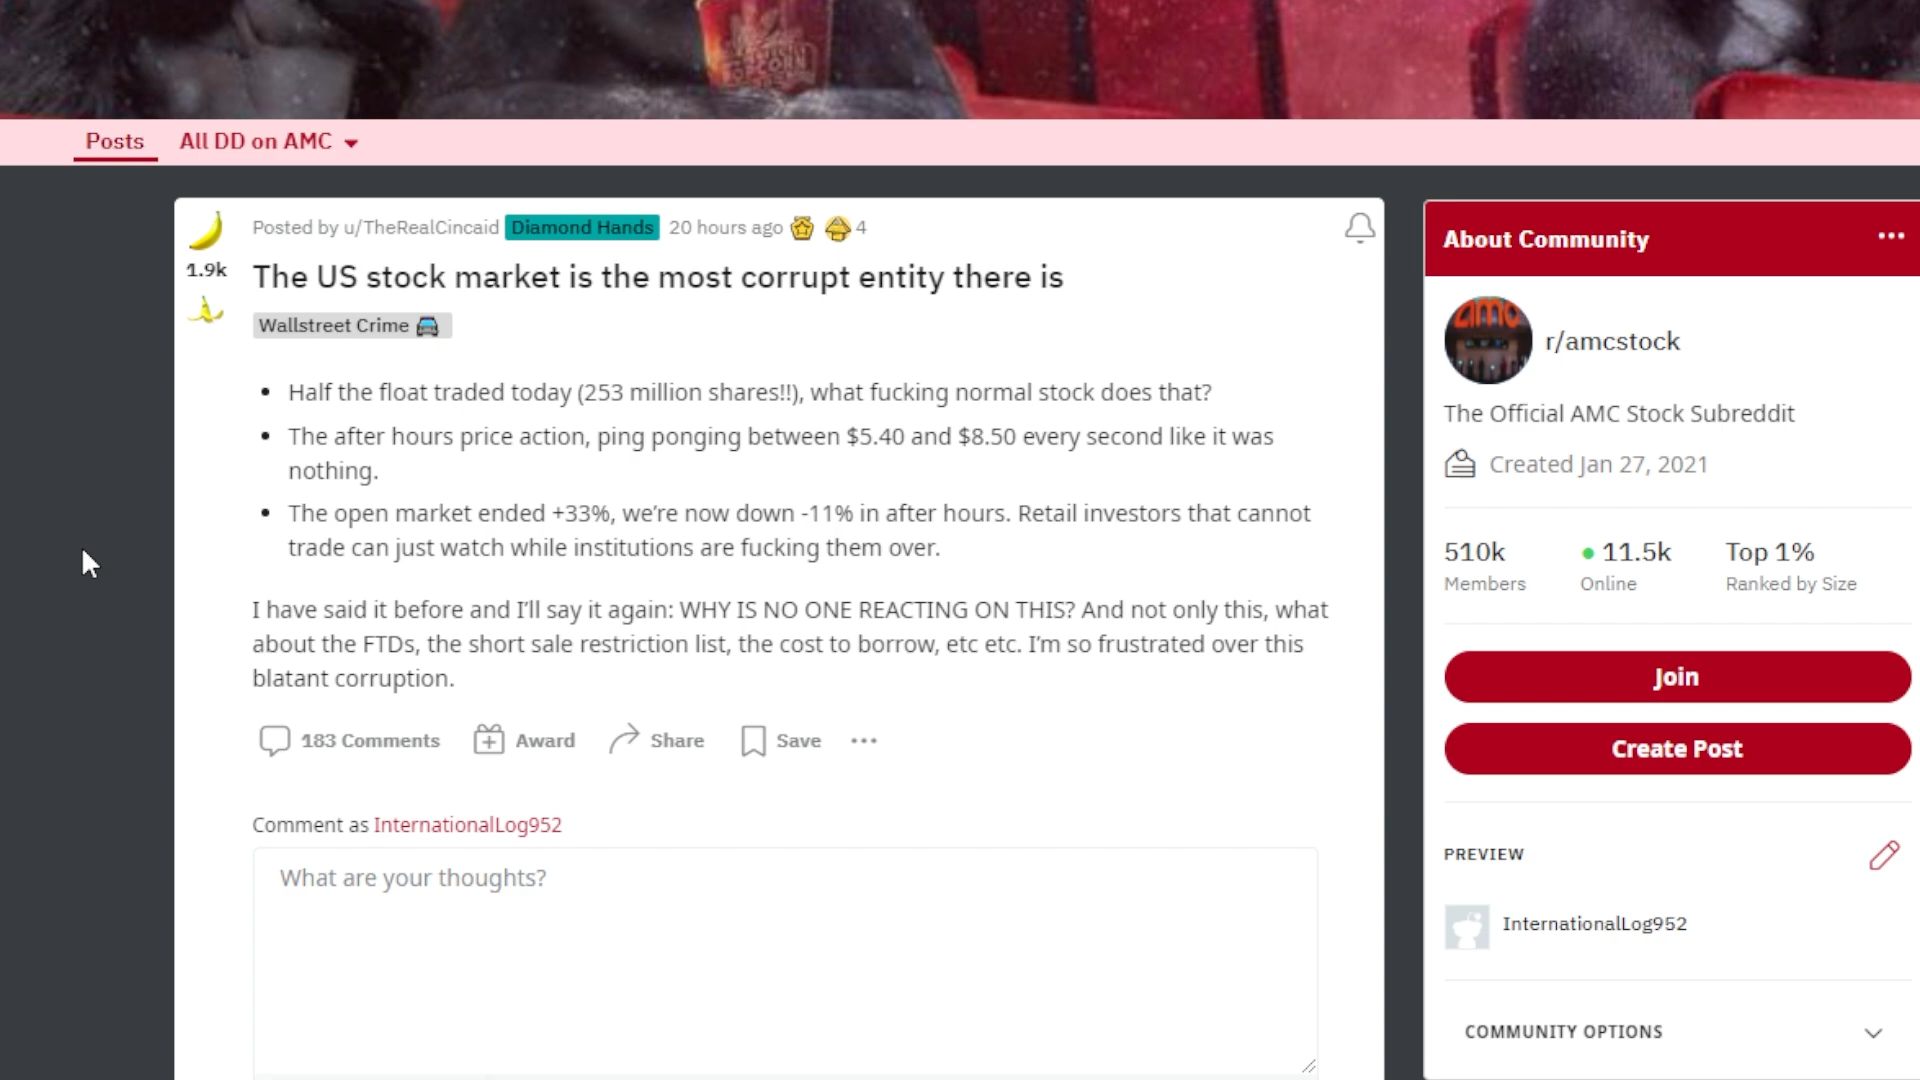 Posts All DD on AMC
Posted by u/TheRealCincaid Diamond Hands 20 hours ago 4
1.9k
The US stock market is the most corrupt entity there is
Wallstreet Crime
• Half the float traded today (253 million shares!!), what fucking normal stock does that?
• The after hours price action, ping ponging between $5.40 and $8.50 every second like it was
nothing.
• The open market ended +33%, we’re now down -11% in after hours. Retail investors that cannot
trade can just watch while institutions are fucking them over.
I have said it before and I’ll say it again: WHY IS NO ONE REACTING ON THIS? And not only this, what
about the FTDs, the short sale restriction list, the cost to borrow, etc etc. I’m so frustrated over this
blatant corruption.
183 Comments Award Share Save
Comment as InternationalLog952
What are your thoughts?
About Community
amc
r/amcstock
The Official AMC Stock Subreddit
Created Jan 27, 2021
510k 11.5k Top 1%
Members Online Ranked by Size
Join
Create Post
PREVIEW
InternationalLog952
COMMUNITY OPTIONS